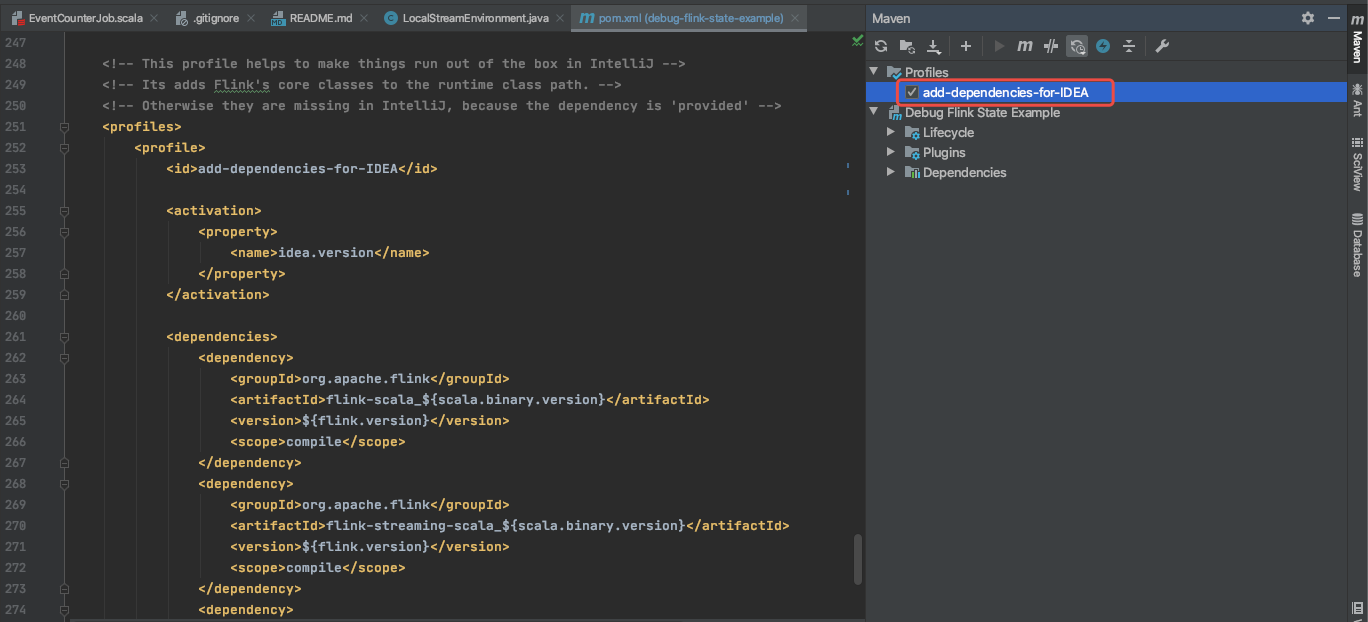 EventCounterJob.scala
.gitignore
README.md
LocalStreamEnvironment.java
pom.xml (debug-flink-state-example)
Maven
247
248 <!-- This profile helps to make things run out of the box in IntelliJ -->
249 <!-- Its adds Flink's core classes to the runtime class path. -->
250 <!-- Otherwise they are missing in IntelliJ, because the dependency is 'provided' -->
251 <profiles>
252 <profile>
253 <id>add-dependencies-for-IDEA</id>
254
255 <activation>
256 <property>
257 <name>idea.version</name>
258 </property>
259 </activation>
260
261 <dependencies>
262 <dependency>
263 <groupId>org.apache.flink</groupId>
264 <artifactId>flink-scala_${scala.binary.version}</artifactId>
265 <version>${flink.version}</version>
266 <scope>compile</scope>
267 </dependency>
268 <dependency>
269 <groupId>org.apache.flink</groupId>
270 <artifactId>flink-streaming-scala_${scala.binary.version}</artifactId>
271 <version>${flink.version}</version>
272 <scope>compile</scope>
273 </dependency>
274 <dependency>
Profiles
add-dependencies-for-IDEA
Debug Flink State Example
Lifecycle
Plugins
Dependencies
Maven
Ant
SciView
Database